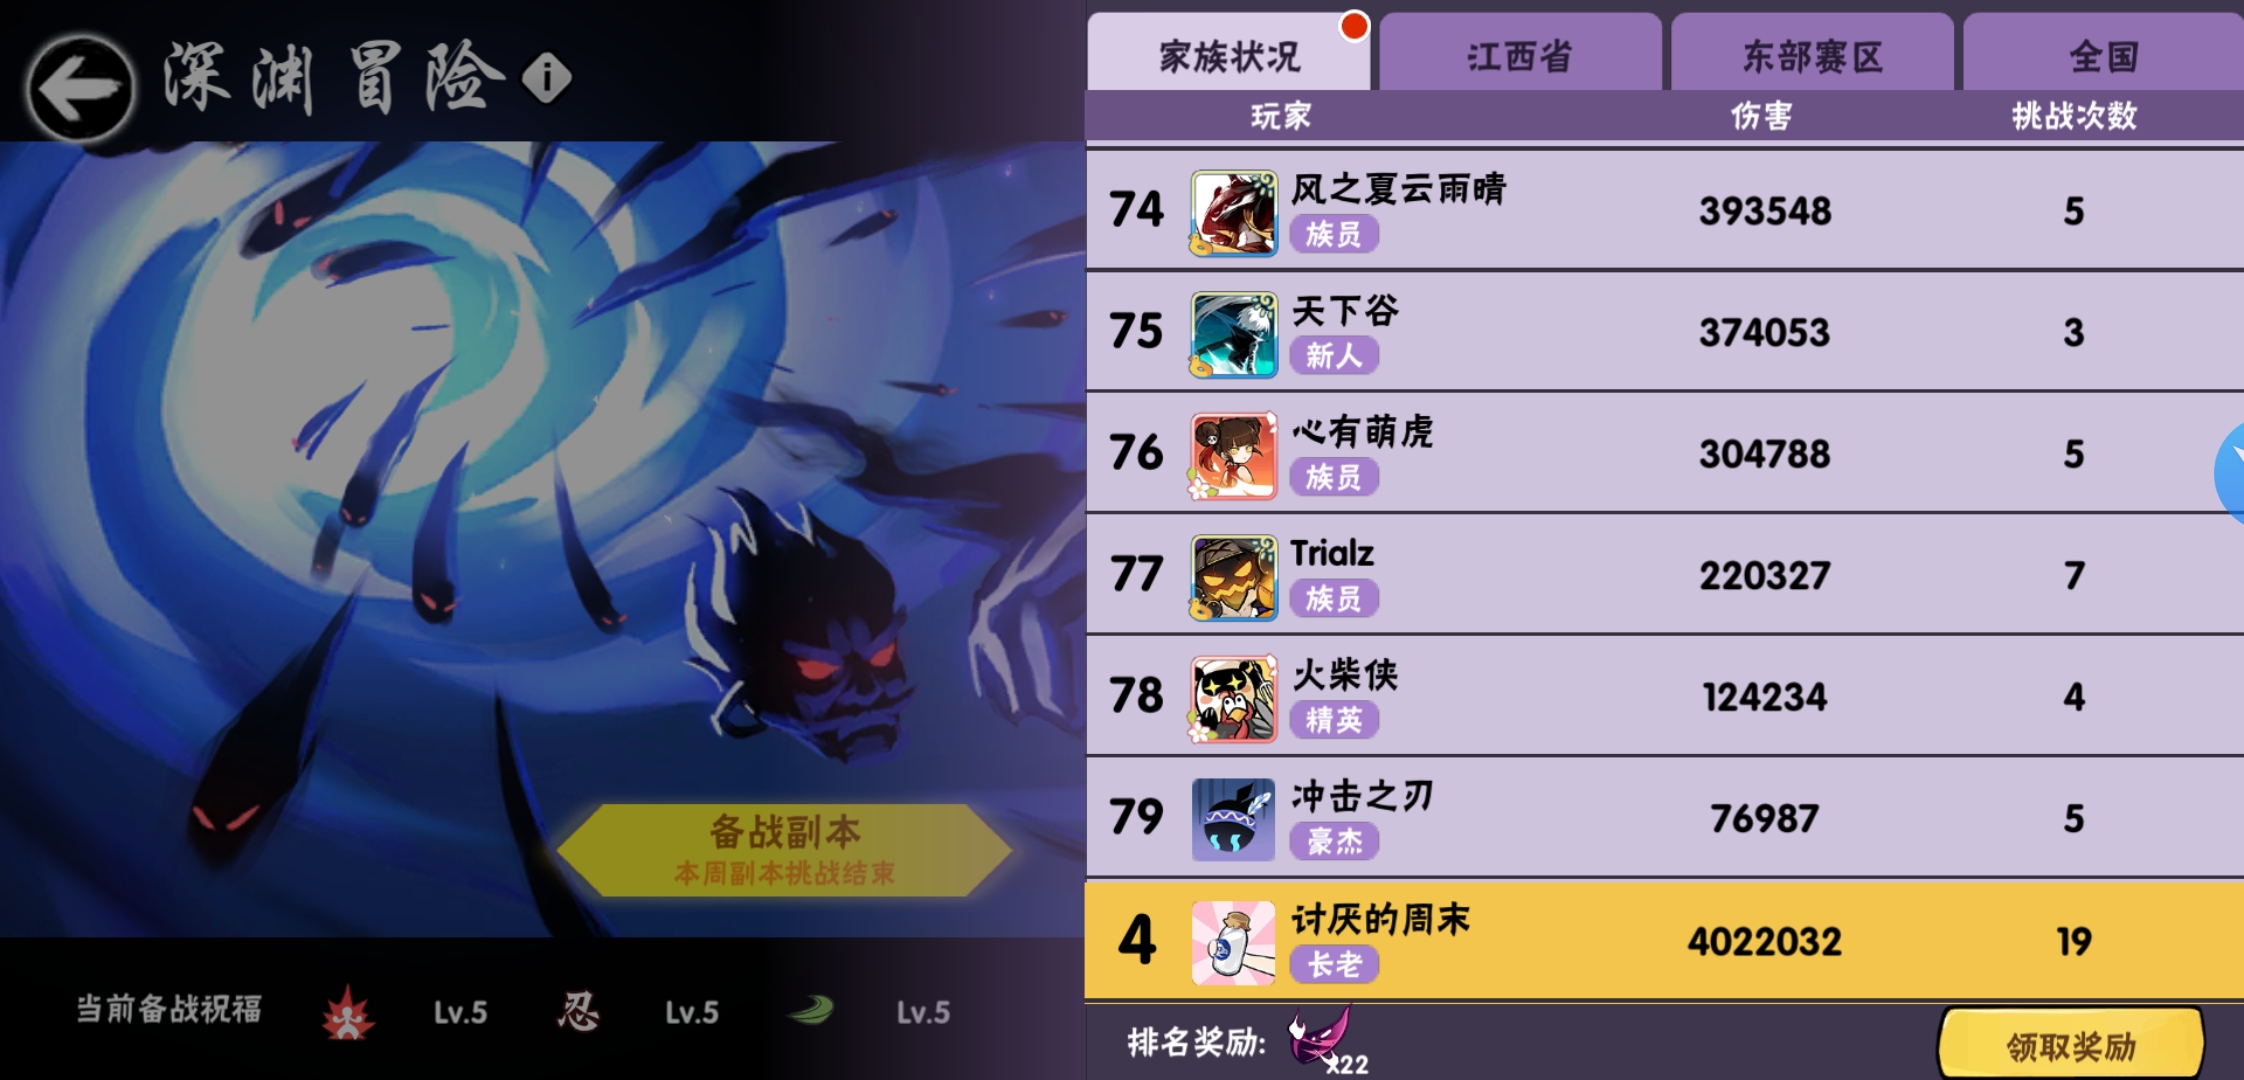 深渊冒险
家族状况 江西省 东部赛区 全国
玩家 伤害 挑战次数
74 风之夏云雨晴 393548 5
族员
75 天下谷 374053 3
新人
76 心有萌虎 304788 5
族员
77 Trialz 220327 7
族员
78 火柴侠 124234 4
精英
79 冲击之刃 76987 5
豪杰
4 讨厌的周末 4022032 19
长老
备战副本
本周副本挑战结束
当前备战祝福 Lv.5 忍 Lv.5 Lv.5
排名奖励: x22 领取奖励